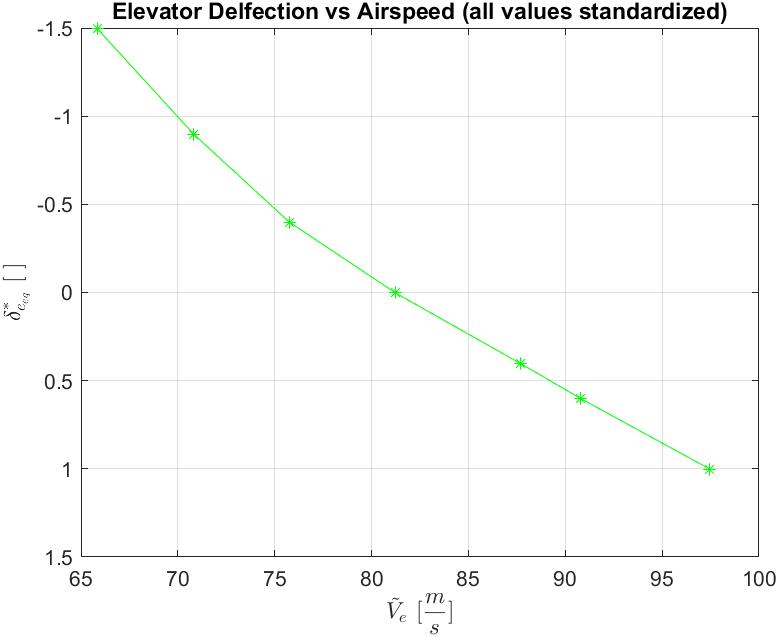 Elevator Delfection vs Airspeed (all values standardized)
-1.5
-1
-0.5
0
0.5
1
1.5
δ*e_eq [ ]
65 70 75 80 85 90 95 100
Ṽe [m/s]